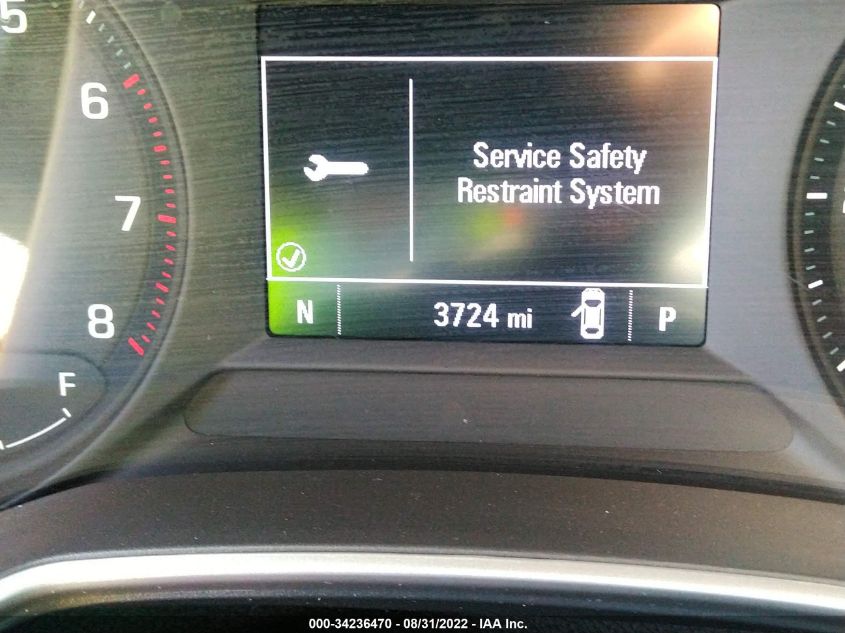 5
6
7
8
F
Service Safety
Restraint System
N 3724 mi P
000-34236470 - 08/31/2022 - IAA Inc.